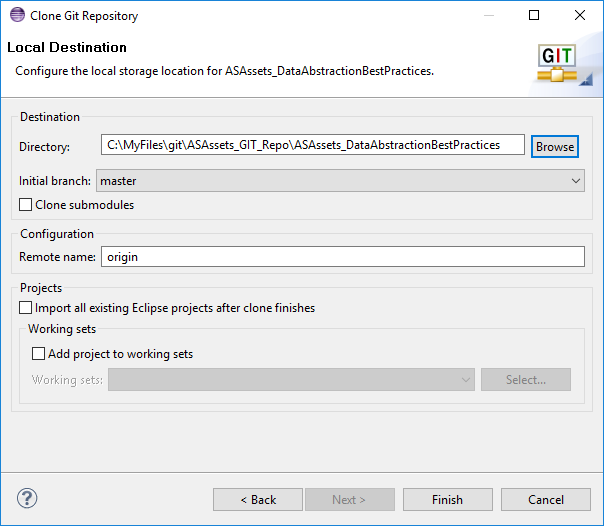 Clone Git Repository
Local Destination
Configure the local storage location for ASAssets_DataAbstractionBestPractices.
GIT
Destination
Directory: C:\MyFiles\git\ASAssets_GIT_Repo\ASAssets_DataAbstractionBestPractices Browse
Initial branch: master
Clone submodules
Configuration
Remote name: origin
Projects
Import all existing Eclipse projects after clone finishes
Working sets
Add project to working sets
Working sets: Select...
? < Back Next > Finish Cancel